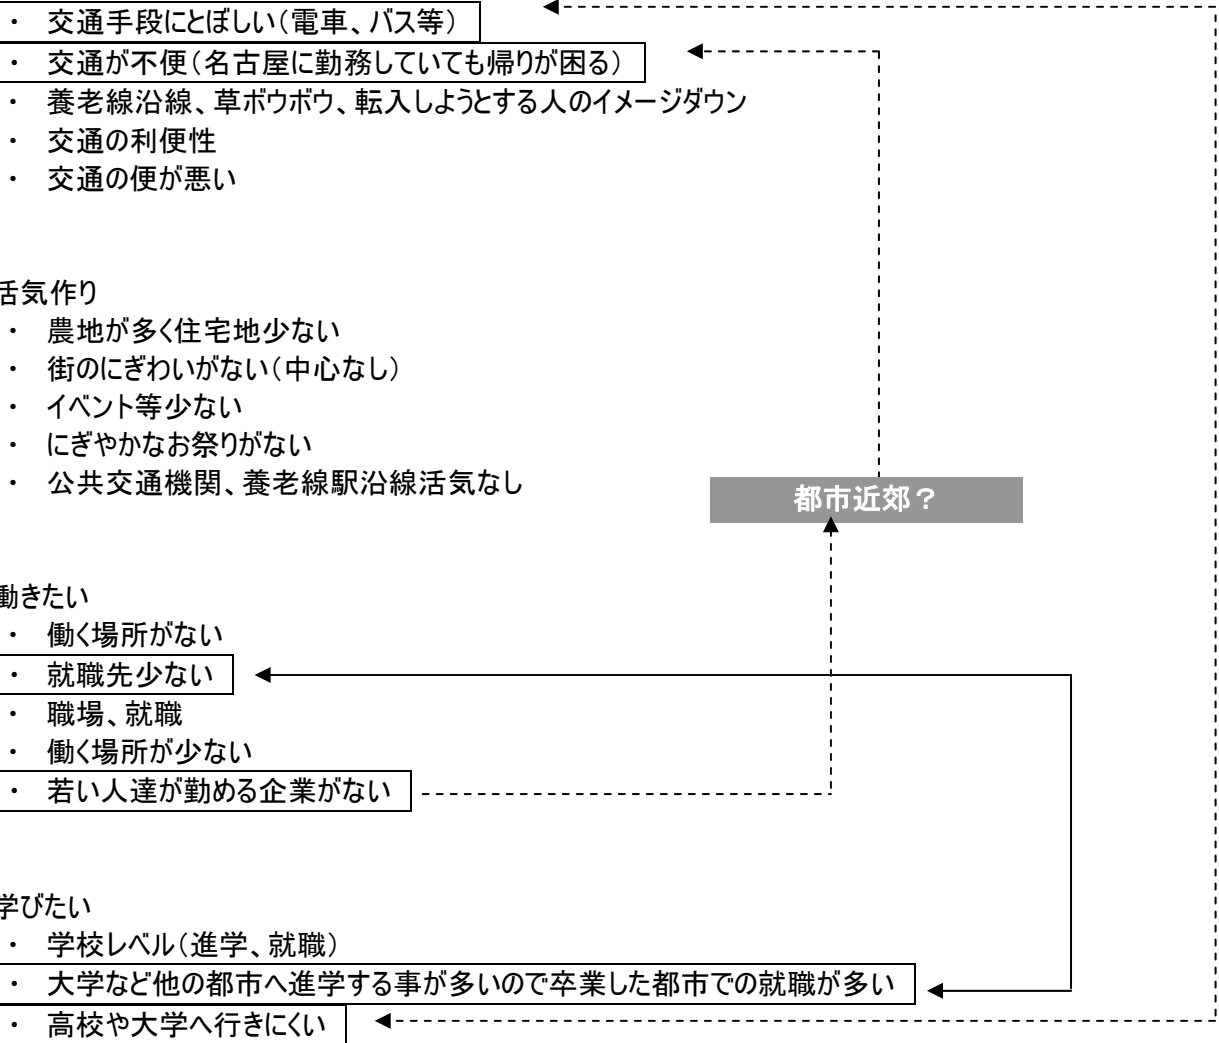 ・ 交通手段にとぼしい（電車、バス等）
・ 交通が不便（名古屋に勤務していても帰りが困る）
・ 養老線沿線、草ボウボウ、転入しようとする人のイメージダウン
・ 交通の利便性
・ 交通の便が悪い
活気作り
・ 農地が多く住宅地少ない
・ 街のにぎわいがない（中心なし）
・ イベント等少ない
・ にぎやかなお祭りがない
・ 公共交通機関、養老線駅沿線活気なし
都市近郊？
働きたい
・ 働く場所がない
・ 就職先少ない
・ 職場、就職
・ 働く場所が少ない
・ 若い人達が勤める企業がない
学びたい
・ 学校レベル（進学、就職）
・ 大学など他の都市へ進学する事が多いので卒業した都市での就職が多い
・ 高校や大学へ行きにくい